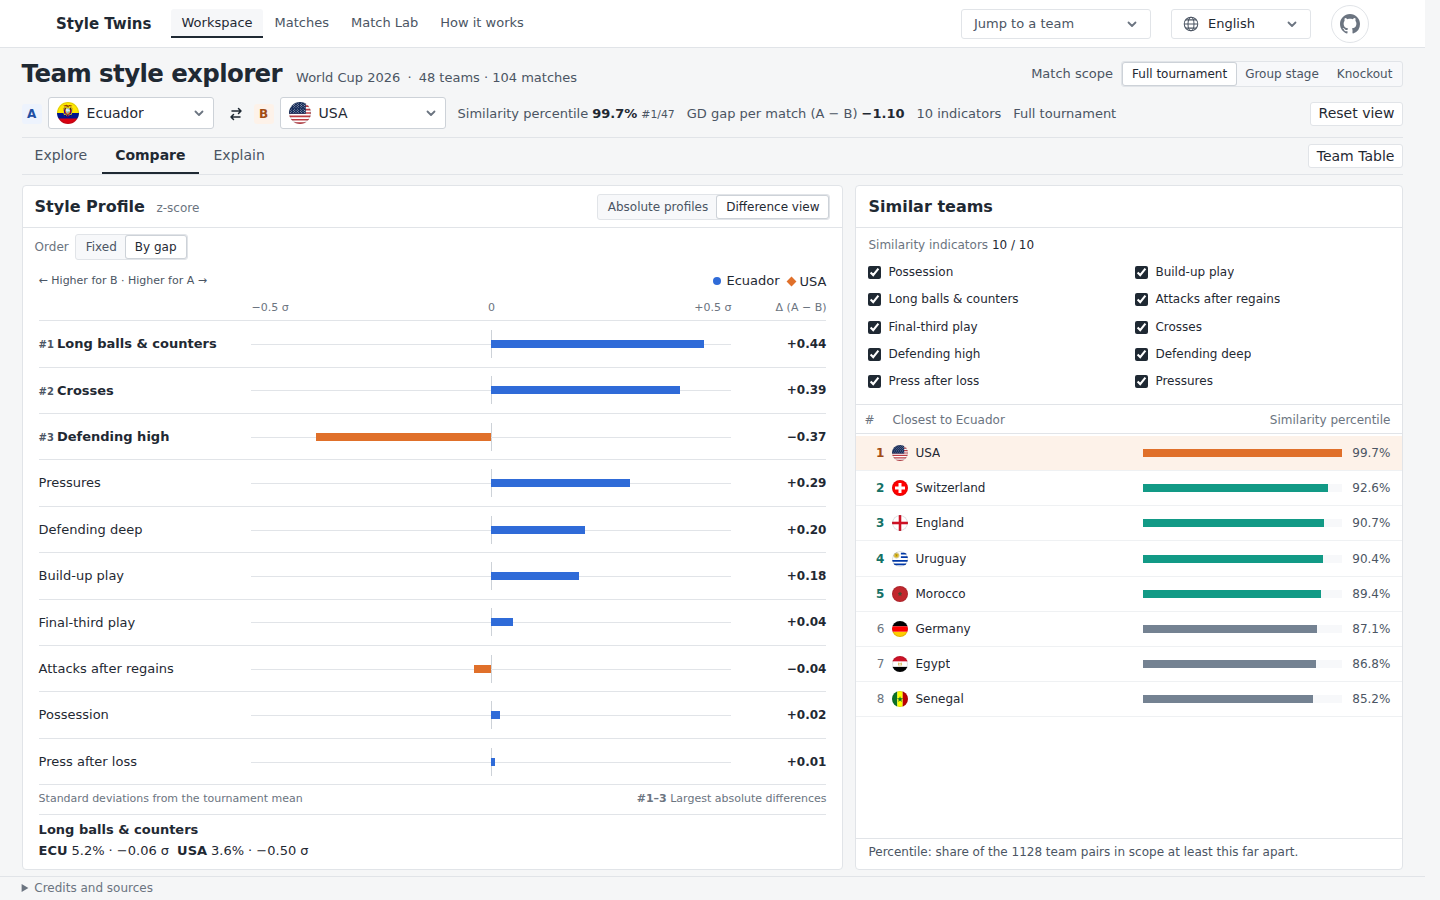 Style Twins Workspace Matches Match Lab How it works Jump to a team English
Team style explorer World Cup 2026 · 48 teams · 104 matches Match scope Full tournament Group stage Knockout
A Ecuador B USA Similarity percentile 99.7% #1/47 GD gap per match (A − B) −1.10 10 indicators Full tournament Reset view
Explore Compare Explain Team Table
Style Profile z-score Absolute profiles Difference view
Order Fixed By gap
← Higher for B · Higher for A → Ecuador USA
−0.5 σ 0 +0.5 σ Δ (A − B)
#1 Long balls & counters +0.44
#2 Crosses +0.39
#3 Defending high −0.37
Pressures +0.29
Defending deep +0.20
Build-up play +0.18
Final-third play +0.04
Attacks after regains −0.04
Possession +0.02
Press after loss +0.01
Standard deviations from the tournament mean #1–3 Largest absolute differences
Long balls & counters
ECU 5.2% · −0.06 σ USA 3.6% · −0.50 σ
Similar teams
Similarity indicators 10 / 10
Possession Build-up play
Long balls & counters Attacks after regains
Final-third play Crosses
Defending high Defending deep
Press after loss Pressures
# Closest to Ecuador Similarity percentile
1 USA 99.7%
2 Switzerland 92.6%
3 England 90.7%
4 Uruguay 90.4%
5 Morocco 89.4%
6 Germany 87.1%
7 Egypt 86.8%
8 Senegal 85.2%
Percentile: share of the 1128 team pairs in scope at least this far apart.
Credits and sources